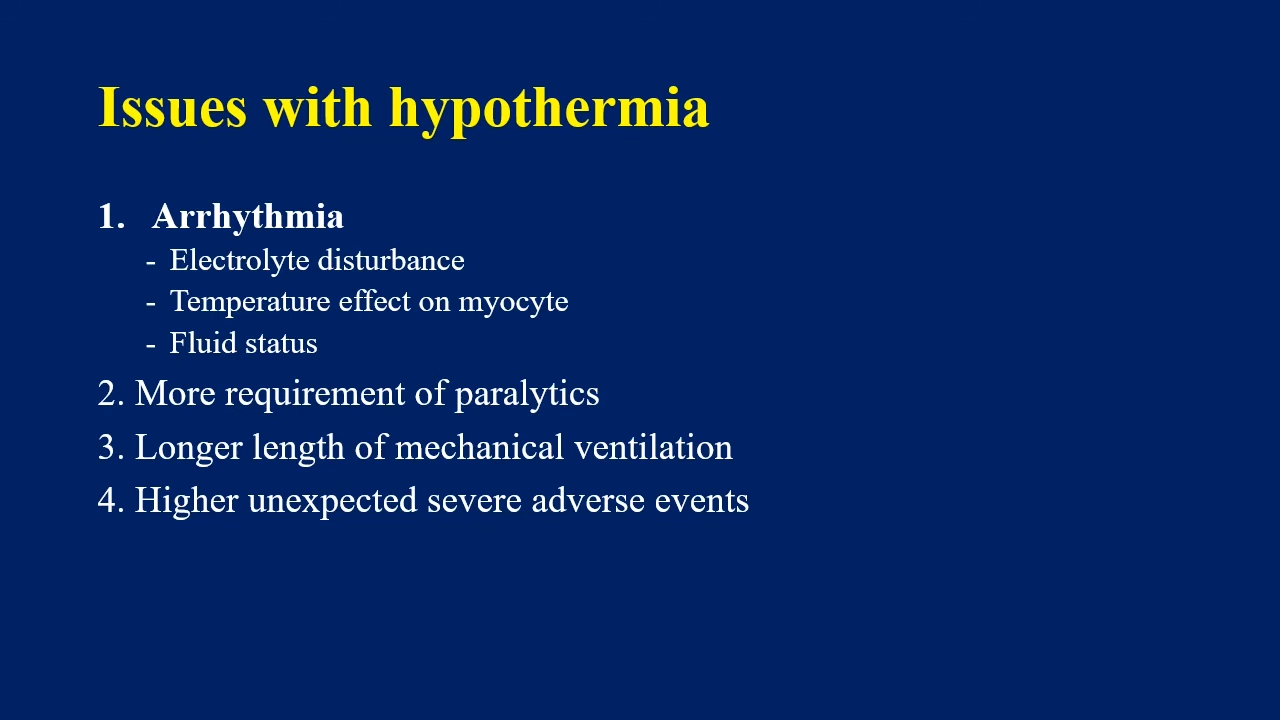 Issues with hypothermia
1. Arrhythmia
- Electrolyte disturbance
- Temperature effect on myocyte
- Fluid status
2. More requirement of paralytics
3. Longer length of mechanical ventilation
4. Higher unexpected severe adverse events